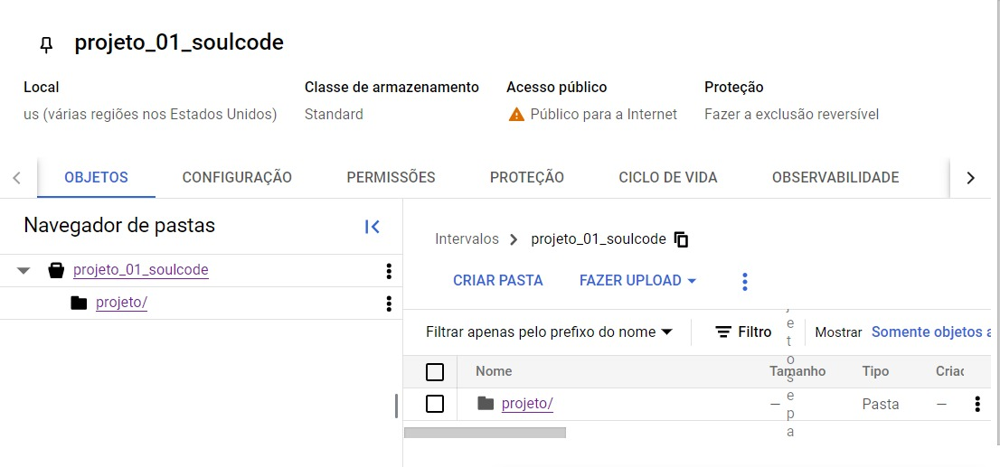 projeto_01_soulcode
Local Classe de armazenamento Acesso público Proteção
us (várias regiões nos Estados Unidos) Standard Público para a Internet Fazer a exclusão reversível
OBJETOS CONFIGURAÇÃO PERMISSÕES PROTEÇÃO CICLO DE VIDA OBSERVABILIDADE
Navegador de pastas
projeto_01_soulcode
projeto/
Intervalos projeto_01_soulcode
CRIAR PASTA FAZER UPLOAD
Filtrar apenas pelo prefixo do nome Filtro Mostrar Somente objetos a
j
e
t
o
s
e
p
a
Nome Tamanho Tipo Criac
projeto/ — Pasta —